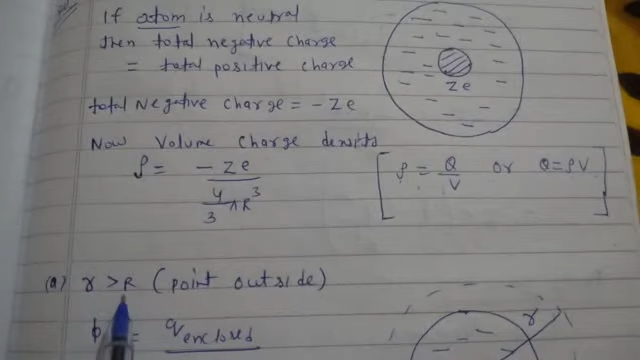 If atom is neutral
then total negative charge
= total positive charge
Ze
total Negative charge = -Ze
Now Volume charge density
ρ = -Ze / 4/3 πR³
[ρ = Q/V or Q = ρV]
(a) r > R (point outside)
r
ϕ = q enclosed